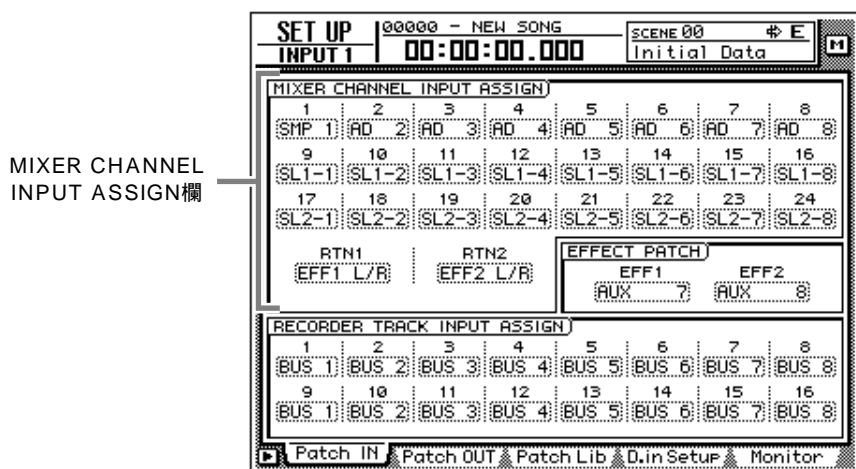 SET UP
INPUT 1
00000 - NEW SONG
00:00:00.000
SCENE 00 E
Initial Data
M
MIXER CHANNEL
INPUT ASSIGN欄
MIXER CHANNEL INPUT ASSIGN
1 2 3 4 5 6 7 8
SMP 1 AD 2 AD 3 AD 4 AD 5 AD 6 AD 7 AD 8
9 10 11 12 13 14 15 16
SL1-1 SL1-2 SL1-3 SL1-4 SL1-5 SL1-6 SL1-7 SL1-8
17 18 19 20 21 22 23 24
SL2-1 SL2-2 SL2-3 SL2-4 SL2-5 SL2-6 SL2-7 SL2-8
RTN1 RTN2
EFF1 L/R EFF2 L/R
EFFECT PATCH
EFF1 EFF2
AUX 7 AUX 8
RECORDER TRACK INPUT ASSIGN
1 2 3 4 5 6 7 8
BUS 1 BUS 2 BUS 3 BUS 4 BUS 5 BUS 6 BUS 7 BUS 8
9 10 11 12 13 14 15 16
BUS 1 BUS 2 BUS 3 BUS 4 BUS 5 BUS 6 BUS 7 BUS 8
Patch IN Patch OUT Patch Lib D.in Setup Monitor